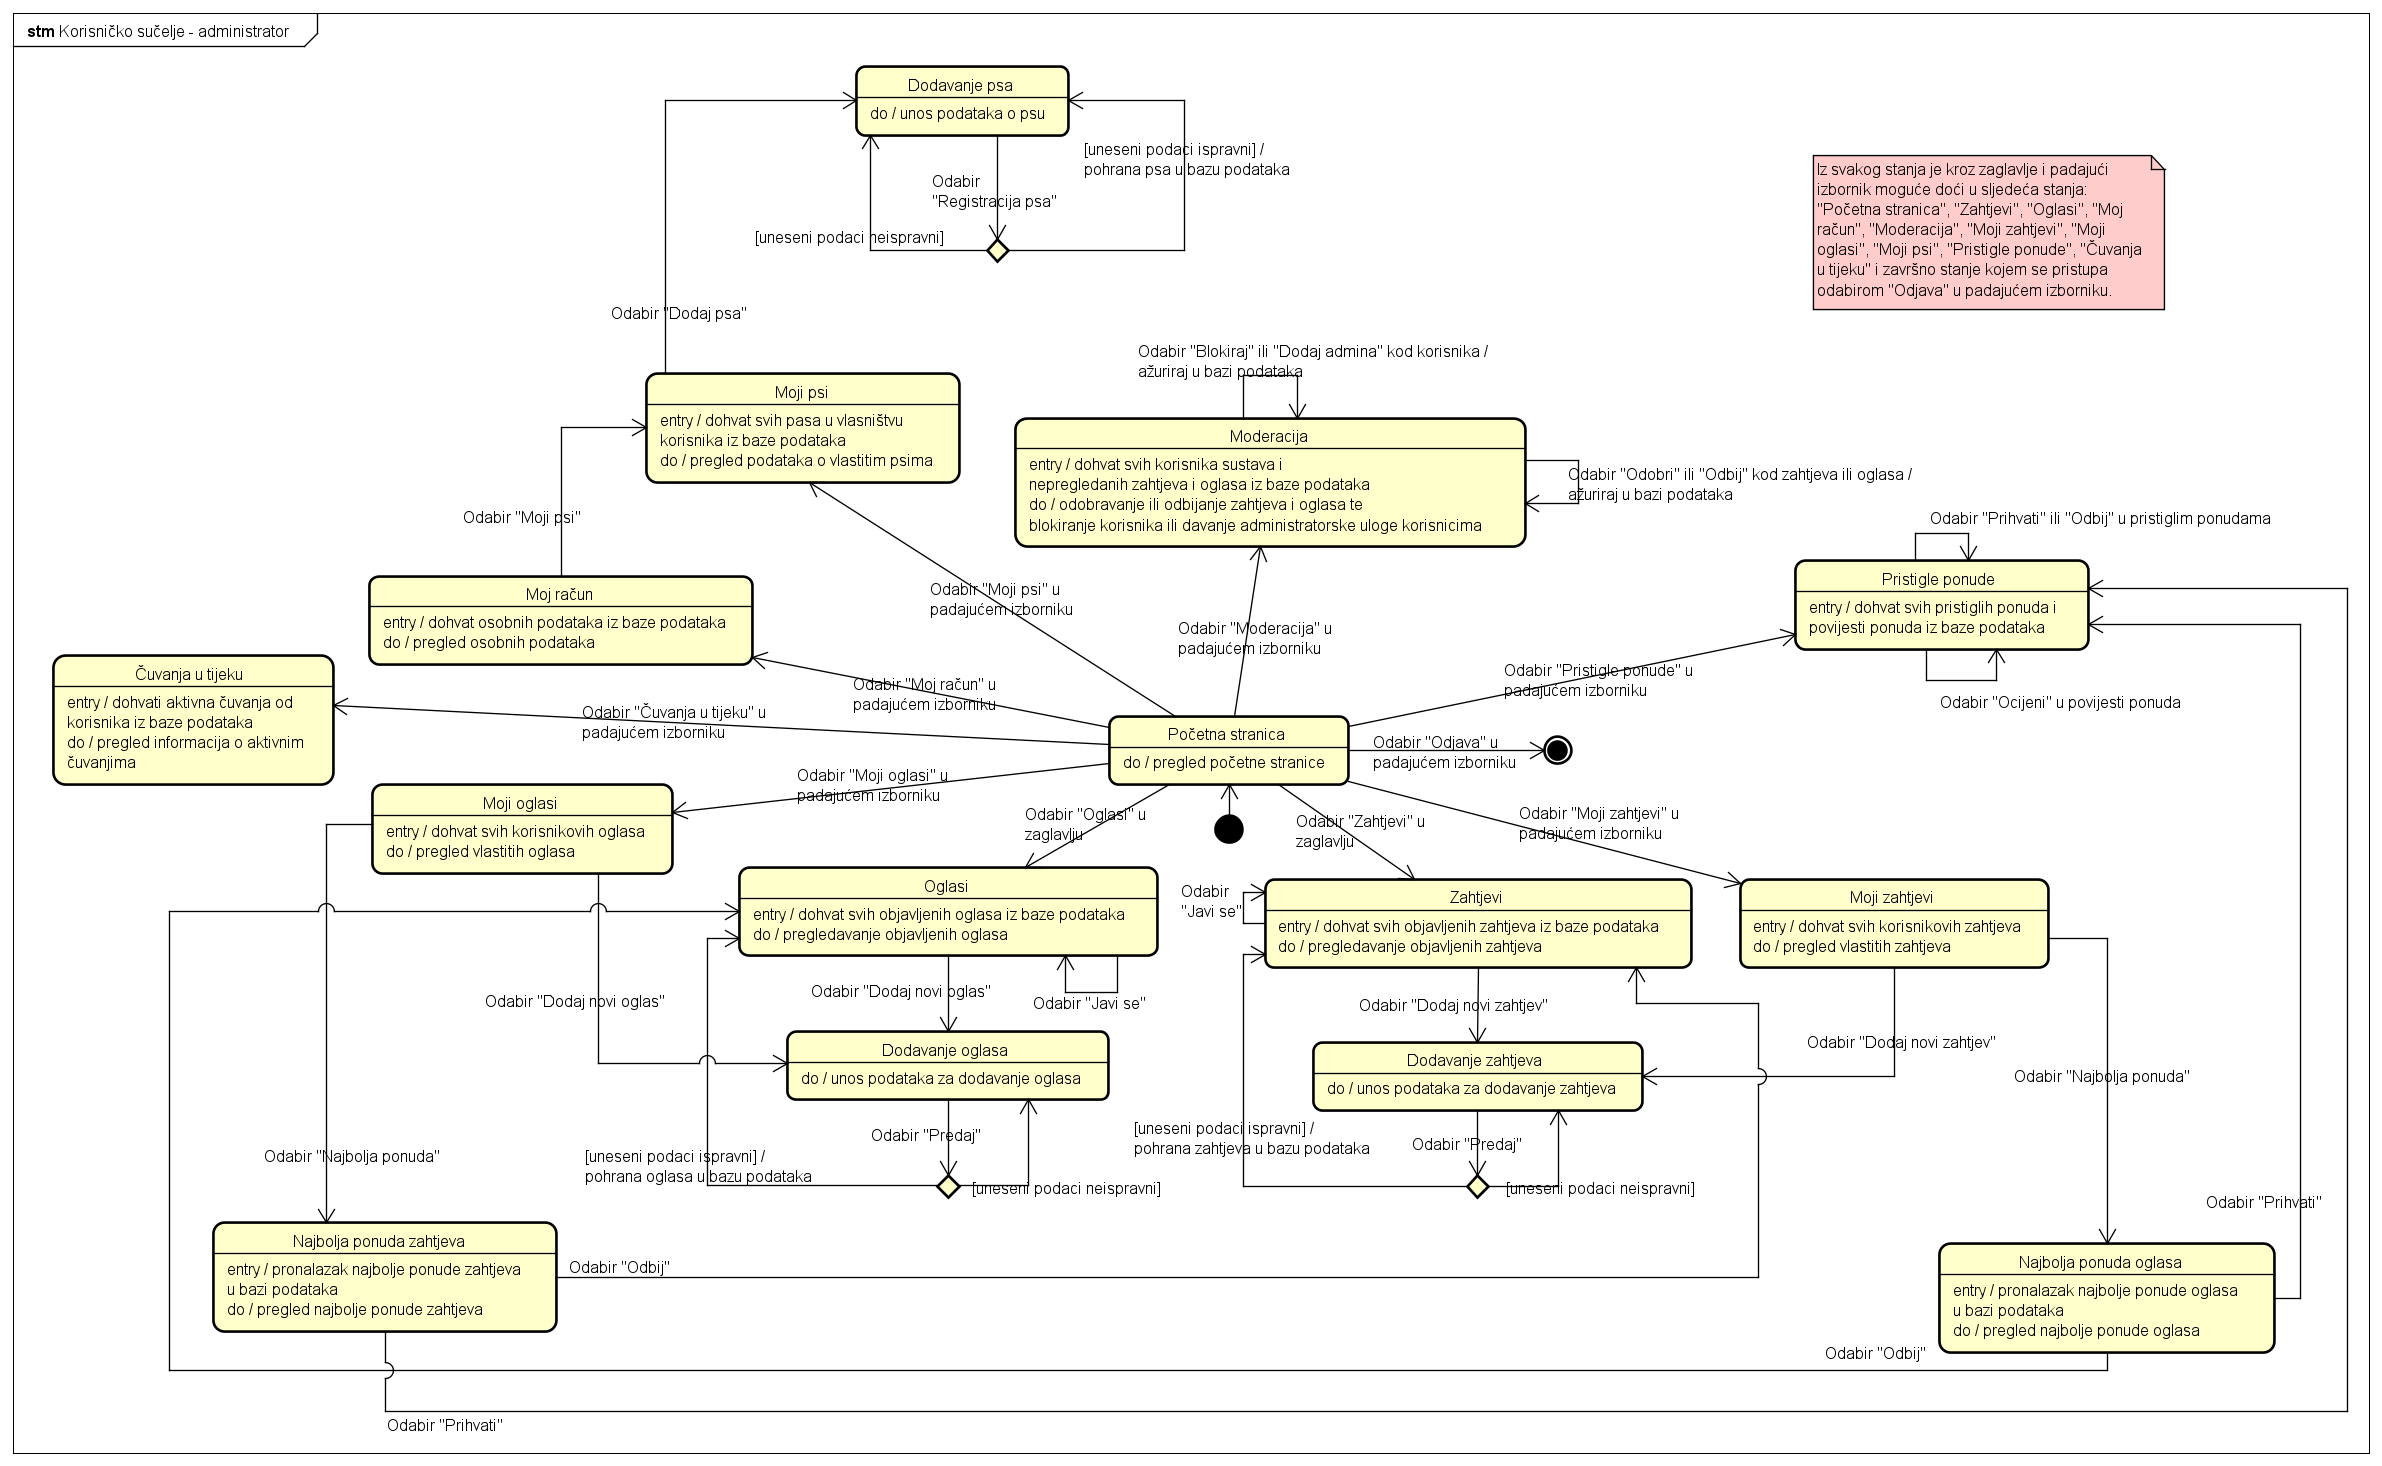 stm Korisničko sučelje - administrator
Dodavanje psa
do / unos podataka o psu
[uneseni podaci ispravni] /
pohrana psa u bazu podataka
Odabir
"Registracija psa"
[uneseni podaci neispravni]
Iz svakog stanja je kroz zaglavlje i padajući
izbornik moguće doći u sljedeća stanja:
"Početna stranica", "Zahtjevi", "Oglasi", "Moj
račun", "Moderacija", "Moji zahtjevi", "Moji
oglasi", "Moji psi", "Pristigle ponude", "Čuvanja
u tijeku" i završno stanje kojem se pristupa
odabirom "Odjava" u padajućem izborniku.
Odabir "Dodaj psa"
Odabir "Blokiraj" ili "Dodaj admina" kod korisnika /
ažuriraj u bazi podataka
Moji psi
entry / dohvat svih pasa u vlasništvu
korisnika iz baze podataka
do / pregled podataka o vlastitim psima
Moderacija
entry / dohvat svih korisnika sustava i
nepregledanih zahtjeva i oglasa iz baze podataka
do / odobravanje ili odbijanje zahtjeva i oglasa te
blokiranje korisnika ili davanje administratorske uloge korisnicima
Odabir "Odobri" ili "Odbij" kod zahtjeva ili oglasa /
ažuriraj u bazi podataka
Odabir "Moji psi"
Odabir "Prihvati" ili "Odbij" u pristiglim ponudama
Moj račun
entry / dohvat osobnih podataka iz baze podataka
do / pregled osobnih podataka
Odabir "Moji psi" u
padajućem izborniku
Odabir "Moderacija" u
padajućem izborniku
Pristigle ponude
entry / dohvat svih pristiglih ponuda i
povijesti ponuda iz baze podataka
Čuvanja u tijeku
entry / dohvati aktivna čuvanja od
korisnika iz baze podataka
do / pregled informacija o aktivnim
čuvanjima
Odabir "Moj račun" u
padajućem izborniku
Odabir "Pristigle ponude" u
padajućem izborniku
Odabir "Ocijeni" u povijesti ponuda
Odabir "Čuvanja u tijeku" u
padajućem izborniku
Početna stranica
do / pregled početne stranice
Odabir "Odjava" u
padajućem izborniku
Odabir "Moji oglasi" u
padajućem izborniku
Moji oglasi
entry / dohvat svih korisnikovih oglasa
do / pregled vlastitih oglasa
Odabir "Oglasi" u
zaglavlju
Odabir "Zahtjevi" u
zaglavlju
Odabir "Moji zahtjevi" u
padajućem izborniku
Oglasi
entry / dohvat svih objavljenih oglasa iz baze podataka
do / pregledavanje objavljenih oglasa
Odabir
"Javi se"
Zahtjevi
entry / dohvat svih objavljenih zahtjeva iz baze podataka
do / pregledavanje objavljenih zahtjeva
Moji zahtjevi
entry / dohvat svih korisnikovih zahtjeva
do / pregled vlastitih zahtjeva
Odabir "Dodaj novi oglas"
Odabir "Dodaj novi oglas"
Odabir "Javi se"
Odabir "Dodaj novi zahtjev"
Odabir "Dodaj novi zahtjev"
Dodavanje oglasa
do / unos podataka za dodavanje oglasa
Dodavanje zahtjeva
do / unos podataka za dodavanje zahtjeva
Odabir "Najbolja ponuda"
Odabir "Predaj"
[uneseni podaci ispravni] /
pohrana zahtjeva u bazu podataka
Odabir "Predaj"
Odabir "Najbolja ponuda"
[uneseni podaci ispravni] /
pohrana oglasa u bazu podataka
[uneseni podaci neispravni]
[uneseni podaci neispravni]
Odabir "Prihvati"
Najbolja ponuda zahtjeva
entry / pronalazak najbolje ponude zahtjeva
u bazi podataka
do / pregled najbolje ponude zahtjeva
Odabir "Odbij"
Najbolja ponuda oglasa
entry / pronalazak najbolje ponude oglasa
u bazi podataka
do / pregled najbolje ponude oglasa
Odabir "Odbij"
Odabir "Prihvati"